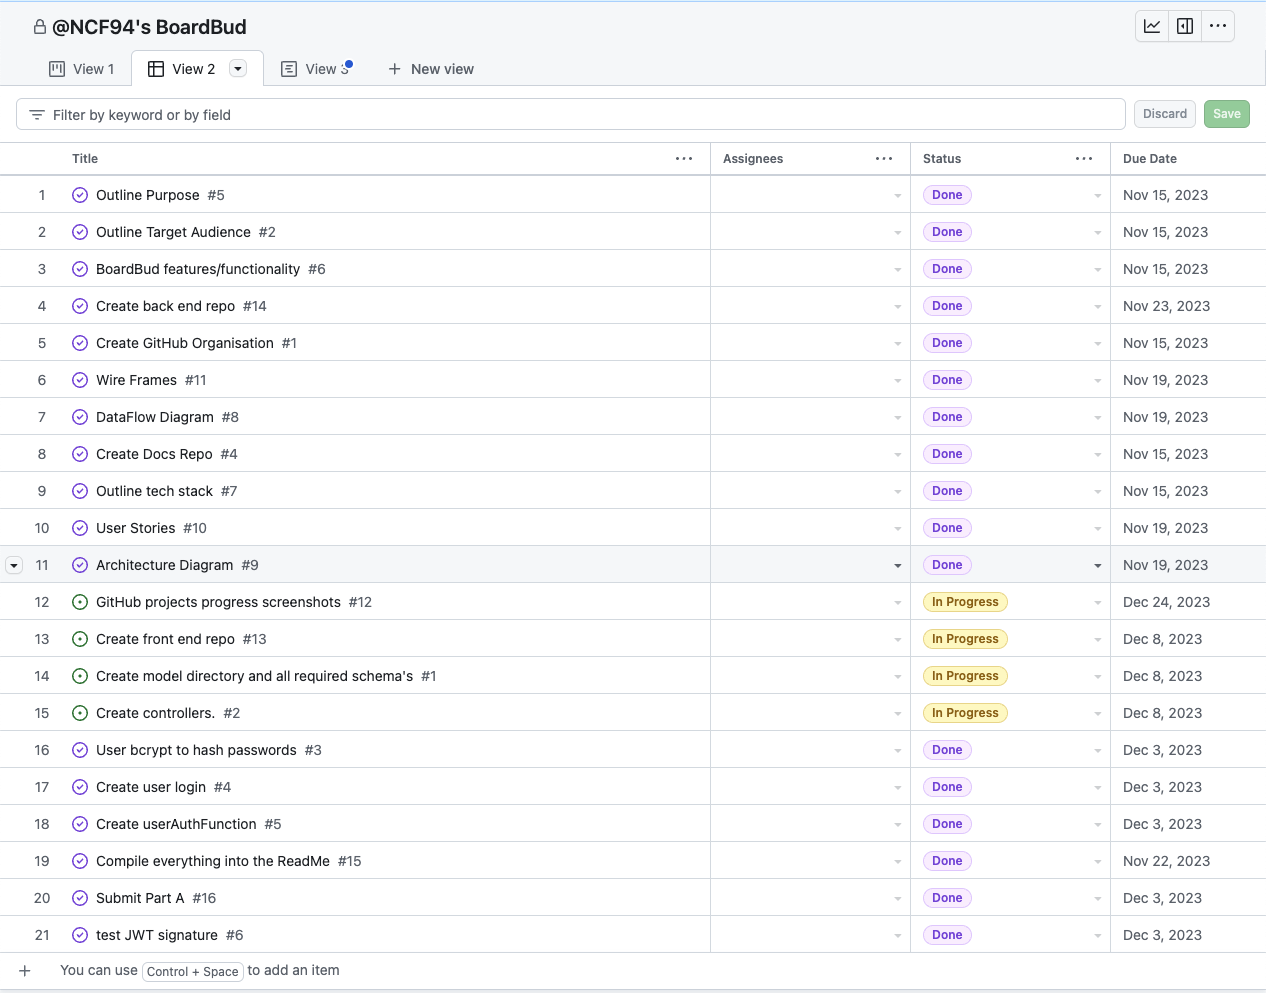 @NCF94's BoardBud
View 1 View 2 View 3 New view
Filter by keyword or by field Discard Save
Title Assignees Status Due Date
1 Outline Purpose #5 Done Nov 15, 2023
2 Outline Target Audience #2 Done Nov 15, 2023
3 BoardBud features/functionality #6 Done Nov 15, 2023
4 Create back end repo #14 Done Nov 23, 2023
5 Create GitHub Organisation #1 Done Nov 15, 2023
6 Wire Frames #11 Done Nov 19, 2023
7 DataFlow Diagram #8 Done Nov 19, 2023
8 Create Docs Repo #4 Done Nov 15, 2023
9 Outline tech stack #7 Done Nov 15, 2023
10 User Stories #10 Done Nov 19, 2023
11 Architecture Diagram #9 Done Nov 19, 2023
12 GitHub projects progress screenshots #12 In Progress Dec 24, 2023
13 Create front end repo #13 In Progress Dec 8, 2023
14 Create model directory and all required schema's #1 In Progress Dec 8, 2023
15 Create controllers. #2 In Progress Dec 8, 2023
16 User bcrypt to hash passwords #3 Done Dec 3, 2023
17 Create user login #4 Done Dec 3, 2023
18 Create userAuthFunction #5 Done Dec 3, 2023
19 Compile everything into the ReadMe #15 Done Nov 22, 2023
20 Submit Part A #16 Done Dec 3, 2023
21 test JWT signature #6 Done Dec 3, 2023
You can use Control + Space to add an item